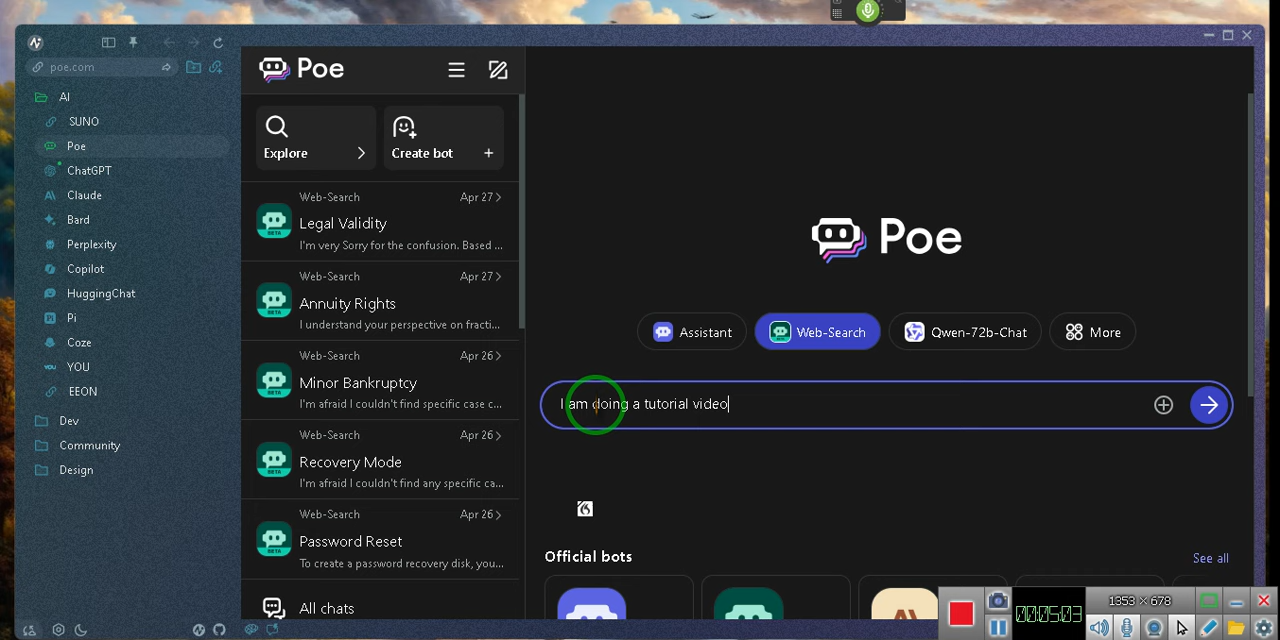 poe.com
AI
SUNO
Poe
ChatGPT
Claude
Bard
Perplexity
Copilot
HuggingChat
Pi
Coze
YOU
EEON
Dev
Community
Design
Poe
Explore
Create bot
Web-Search Apr 27
Legal Validity
I'm very Sorry for the confusion. Based ...
Web-Search Apr 27
Annuity Rights
I understand your perspective on fracti...
Web-Search Apr 26
Minor Bankruptcy
I'm afraid I couldn't find specific case c...
Web-Search Apr 26
Recovery Mode
I'm afraid I couldn't find any specific ca...
Web-Search Apr 26
Password Reset
To create a password recovery disk, you...
All chats
Poe
Assistant
Web-Search
Qwen-72b-Chat
More
I am doing a tutorial video
Official bots
See all
00:05:03
1353 × 678